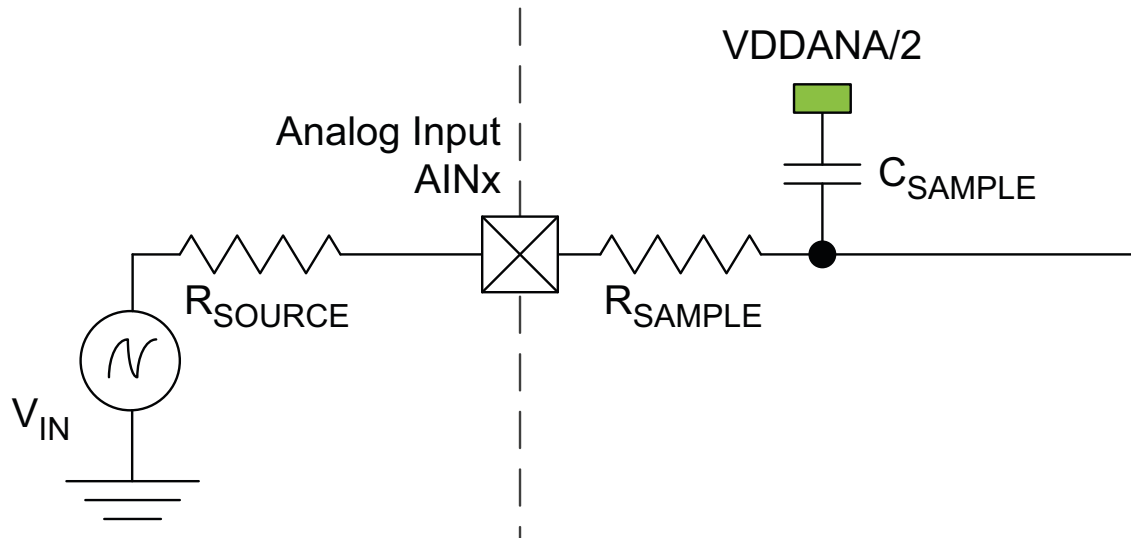 VDDANA/2
Analog Input
AINx
CSAMPLE
RSOURCE
RSAMPLE
VIN